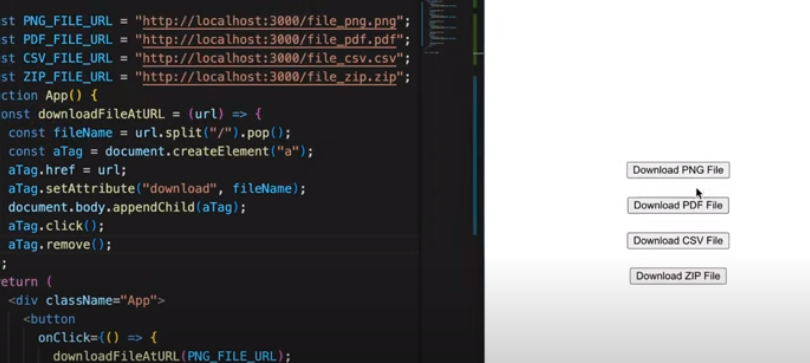 st PNG_FILE_URL = "http://localhost:3000/file_png.png";
st PDF_FILE_URL = "http://localhost:3000/file_pdf.pdf";
st CSV_FILE_URL = "http://localhost:3000/file_csv.csv";
st ZIP_FILE_URL = "http://localhost:3000/file_zip.zip";
ction App() {
const downloadFileAtURL = (url) => {
const fileName = url.split("/").pop();
const aTag = document.createElement("a");
aTag.href = url;
aTag.setAttribute("download", fileName);
document.body.appendChild(aTag);
aTag.click();
aTag.remove();
;
eturn (
<div className="App">
<button
onClick={() => {
downloadFileAtURL(PNG_FILE_URL);
Download PNG File
Download PDF File
Download CSV File
Download ZIP File